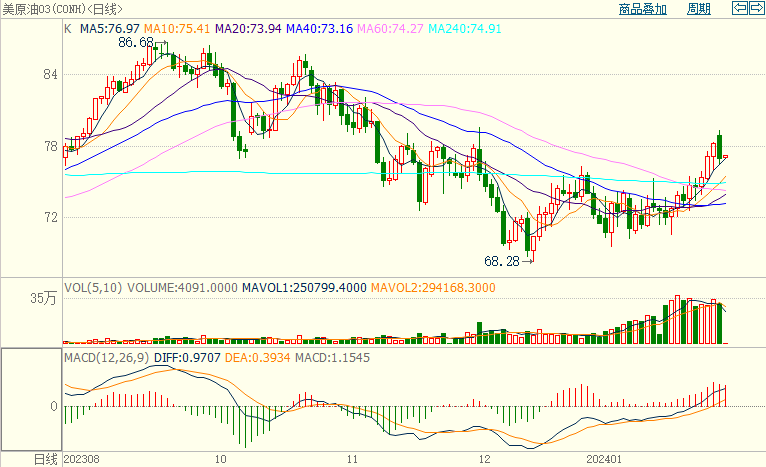 美原油03(CONH)<日线> 商品叠加 周期
K MA5:76.97 MA10:75.41 MA20:73.94 MA40:73.16 MA60:74.27 MA240:74.91
86.68
84
78
72
68.28
VOL(5,10) VOLUME:4091.0000 MAVOL1:250799.4000 MAVOL2:294168.3000
35万
MACD(12,26,9) DIFF:0.9707 DEA:0.3934 MACD:1.1545
0
日线 202308 10 11 12 202401